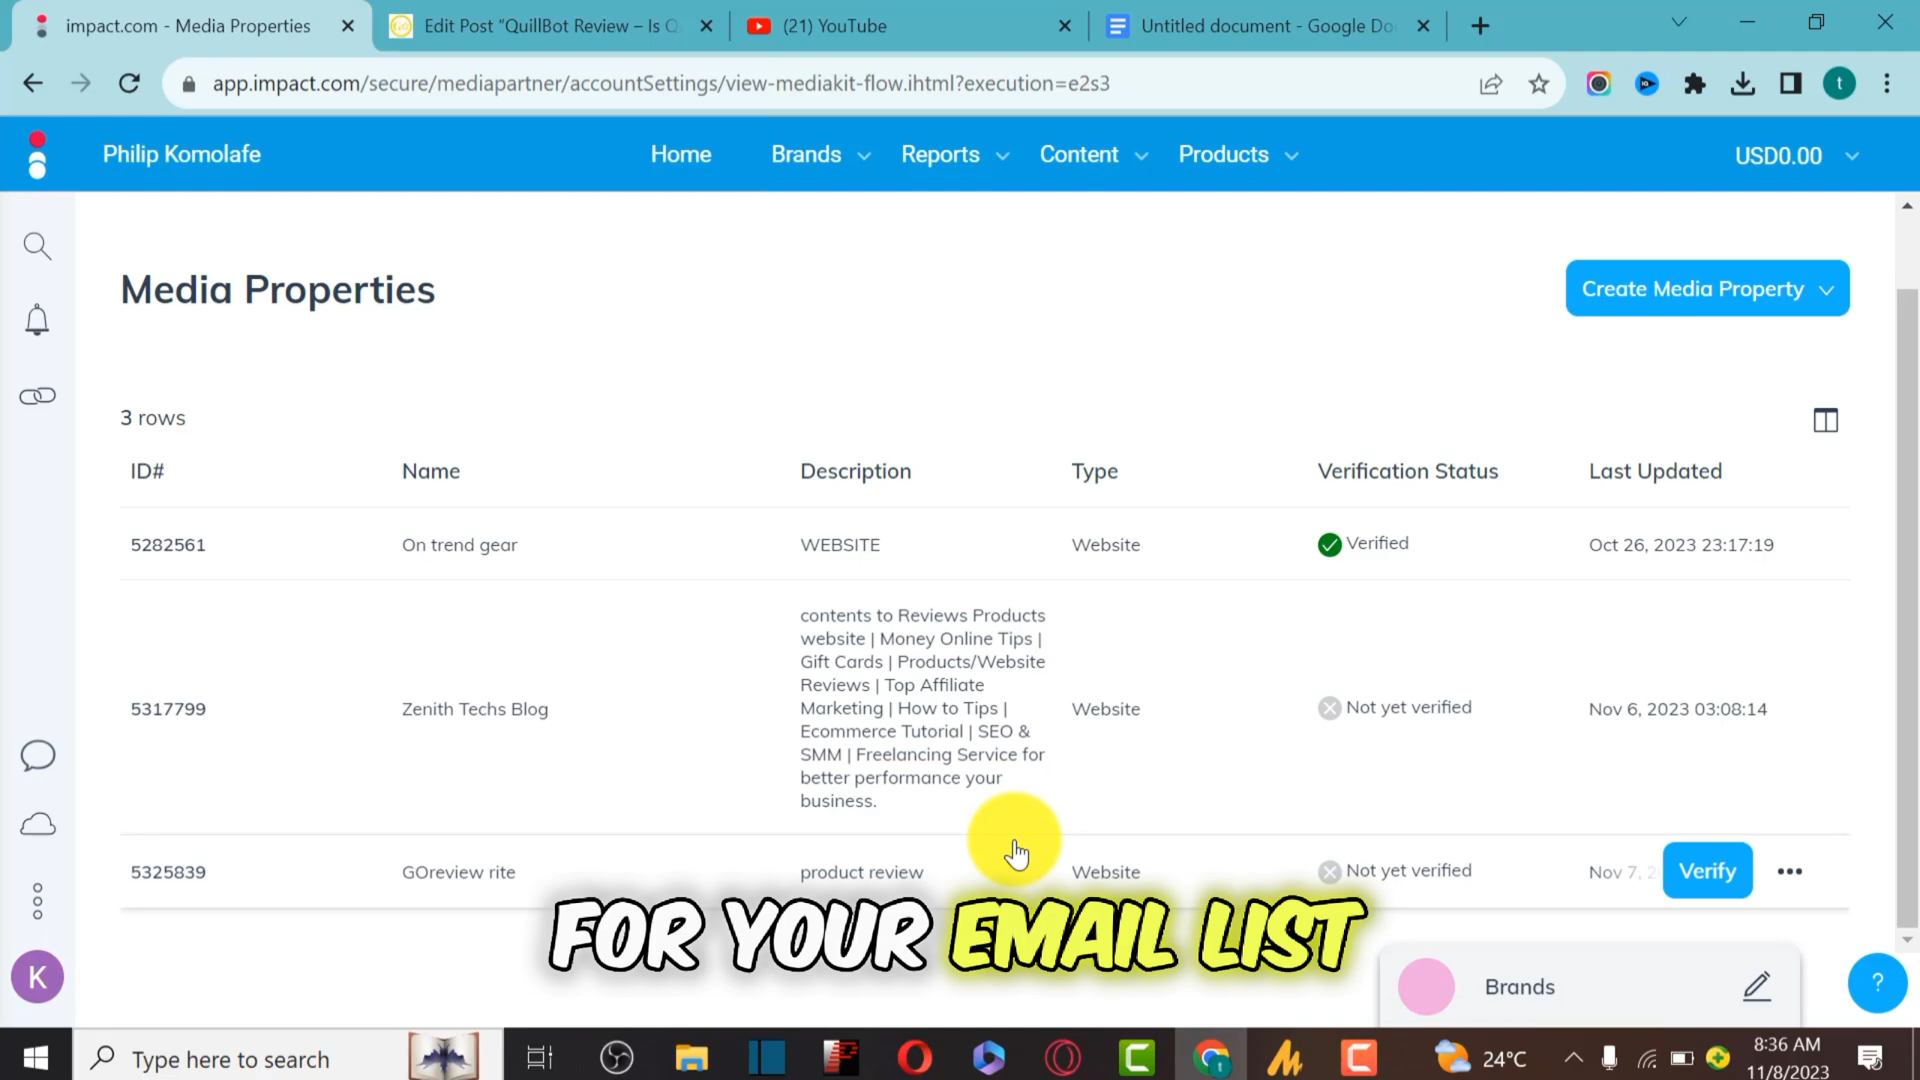 impact.com - Media Properties
Edit Post “QuillBot Review – Is Q
(21) YouTube
Untitled document - Google Do
app.impact.com/secure/mediapartner/accountSettings/view-mediakit-flow.ihtml?execution=e2s3
t
Philip Komolafe
Home
Brands
Reports
Content
Products
USD0.00
Media Properties
Create Media Property
3 rows
ID#
Name
Description
Type
Verification Status
Last Updated
5282561
On trend gear
WEBSITE
Website
Verified
Oct 26, 2023 23:17:19
5317799
Zenith Techs Blog
contents to Reviews Products
website | Money Online Tips |
Gift Cards | Products/Website
Reviews | Top Affiliate
Marketing | How to Tips |
Ecommerce Tutorial | SEO &
SMM | Freelancing Service for
better performance your
business.
Website
Not yet verified
Nov 6, 2023 03:08:14
5325839
GOreview rite
product review
Website
Not yet verified
Nov 7, 2
Verify
FOR YOUR EMAIL LIST
K
Brands
?
Type here to search
24°C
8:36 AM
11/8/2023